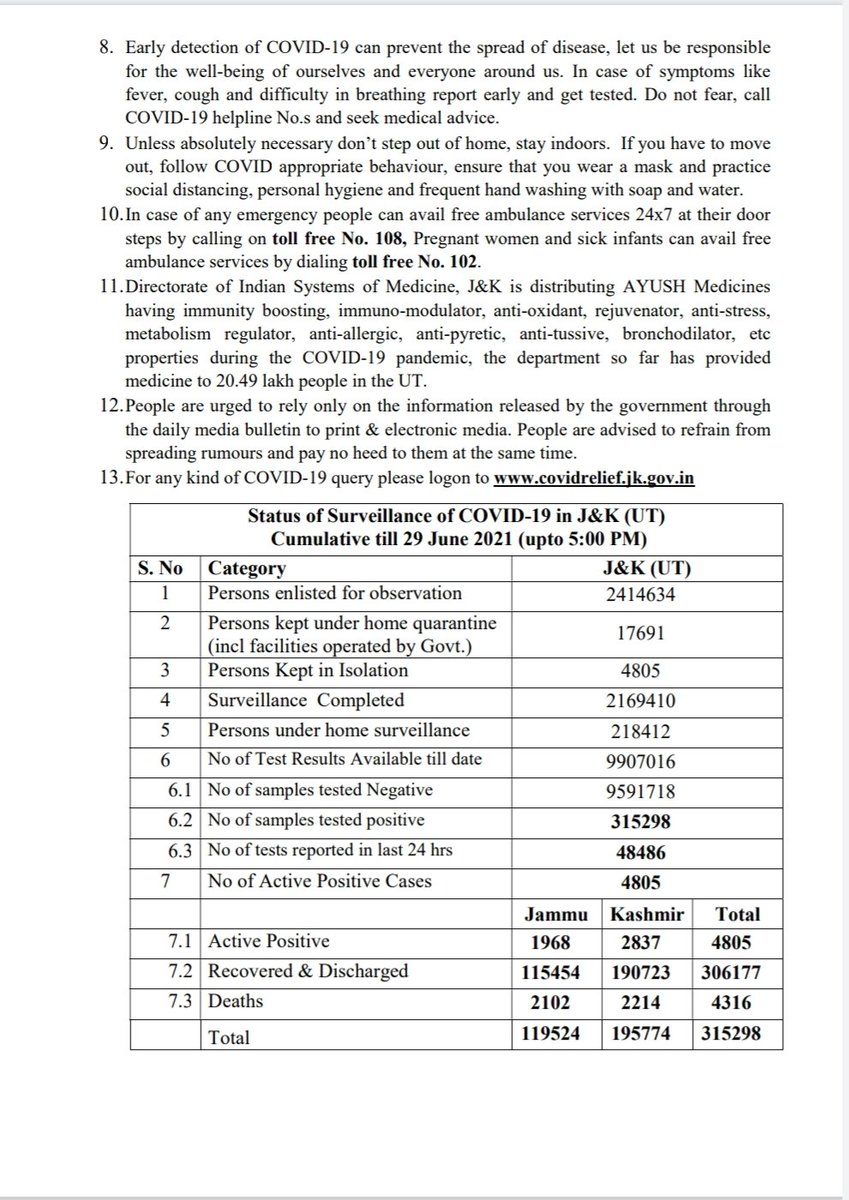 8. Early detection of COVID-19 can prevent the spread of disease, let us be responsible
for the well-being of ourselves and everyone around us. In case of symptoms like
fever, cough and difficulty in breathing report early and get tested. Do not fear, call
COVID-19 helpline No.s and seek medical advice.
9. Unless absolutely necessary don’t step out of home, stay indoors. If you have to move
out, follow COVID appropriate behaviour, ensure that you wear a mask and practice
social distancing, personal hygiene and frequent hand washing with soap and water.
10. In case of any emergency people can avail free ambulance services 24x7 at their door
steps by calling on toll free No. 108, Pregnant women and sick infants can avail free
ambulance services by dialing toll free No. 102.
11. Directorate of Indian Systems of Medicine, J&K is distributing AYUSH Medicines
having immunity boosting, immuno-modulator, anti-oxidant, rejuvenator, anti-stress,
metabolism regulator, anti-allergic, anti-pyretic, anti-tussive, bronchodilator, etc
properties during the COVID-19 pandemic, the department so far has provided
medicine to 20.49 lakh people in the UT.
12. People are urged to rely only on the information released by the government through
the daily media bulletin to print & electronic media. People are advised to refrain from
spreading rumours and pay no heed to them at the same time.
13. For any kind of COVID-19 query please logon to www.covidrelief.jk.gov.in
Status of Surveillance of COVID-19 in J&K (UT)
Cumulative till 29 June 2021 (upto 5:00 PM)
S. No Category J&K (UT)
1 Persons enlisted for observation 2414634
2 Persons kept under home quarantine
(incl facilities operated by Govt.) 17691
3 Persons Kept in Isolation 4805
4 Surveillance Completed 2169410
5 Persons under home surveillance 218412
6 No of Test Results Available till date 9907016
6.1 No of samples tested Negative 9591718
6.2 No of samples tested positive 315298
6.3 No of tests reported in last 24 hrs 48486
7 No of Active Positive Cases 4805
Jammu Kashmir Total
7.1 Active Positive 1968 2837 4805
7.2 Recovered & Discharged 115454 190723 306177
7.3 Deaths 2102 2214 4316
Total 119524 195774 315298